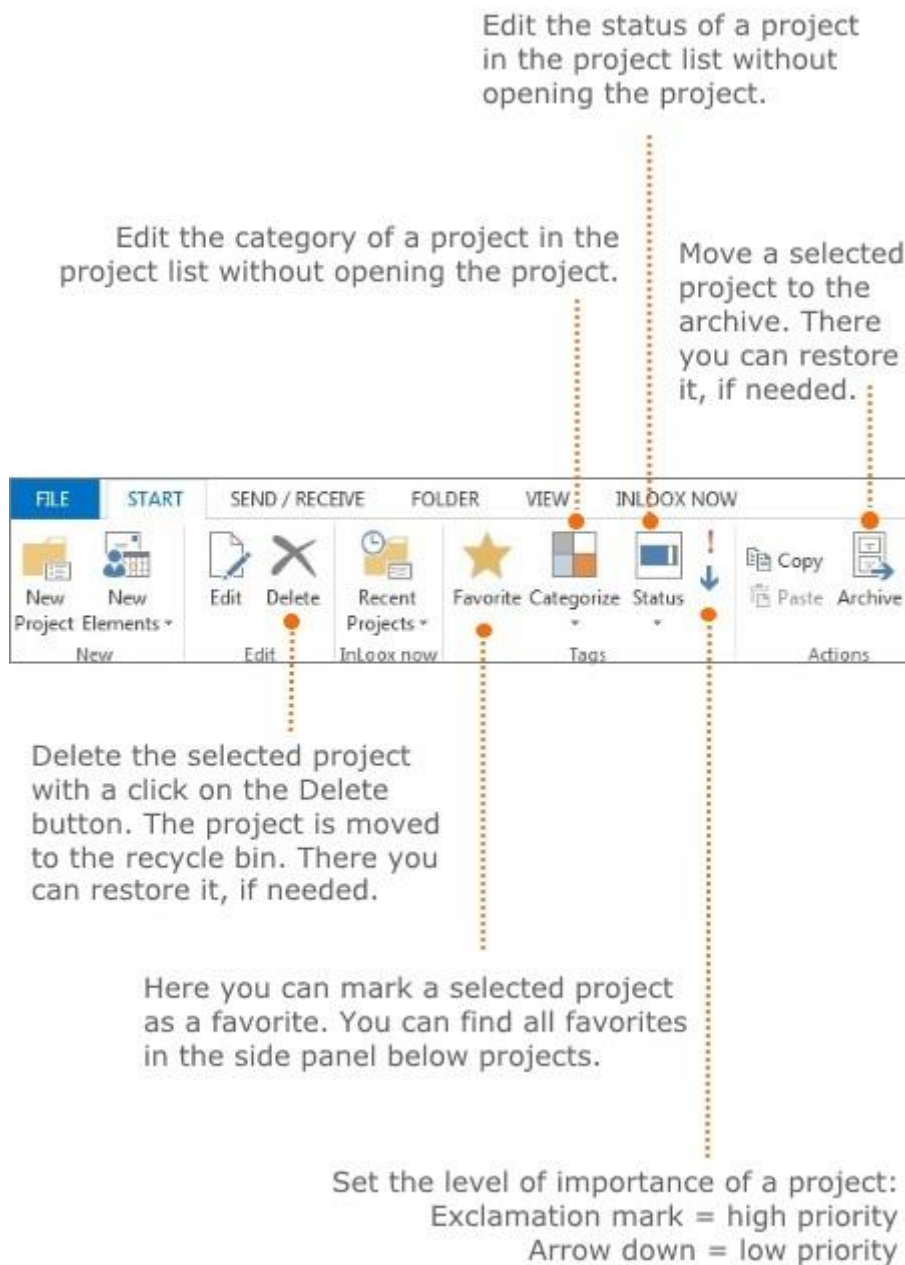 Edit the status of a project
in the project list without
opening the project.
Edit the category of a project in the
project list without opening the project.
Move a selected
project to the
archive. There
you can restore
it, if needed.
FILE START SEND / RECEIVE FOLDER VIEW INLOOX NOW
New Project
New Elements
Edit
Delete
Recent Projects
Favorite
Categorize
Status
Copy
Paste
Archive
New Edit InLoox now Tags Actions
Delete the selected project
with a click on the Delete
button. The project is moved
to the recycle bin. There you
can restore it, if needed.
Here you can mark a selected project
as a favorite. You can find all favorites
in the side panel below projects.
Set the level of importance of a project:
Exclamation mark = high priority
Arrow down = low priority